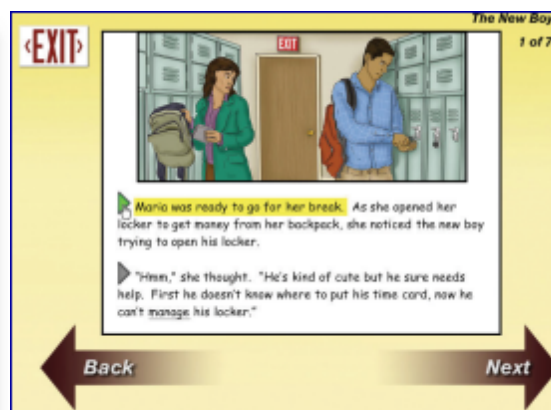 The New Boy
‹EXIT›
1 of 7
EXIT
Maria was ready to go for her break. As she opened her
locker to get money from her backpack, she noticed the new boy
trying to open his locker.
"Hmm," she thought. "He's kind of cute but he sure needs
help. First he doesn't know where to put his time card, now he
can't manage his locker."
Back
Next